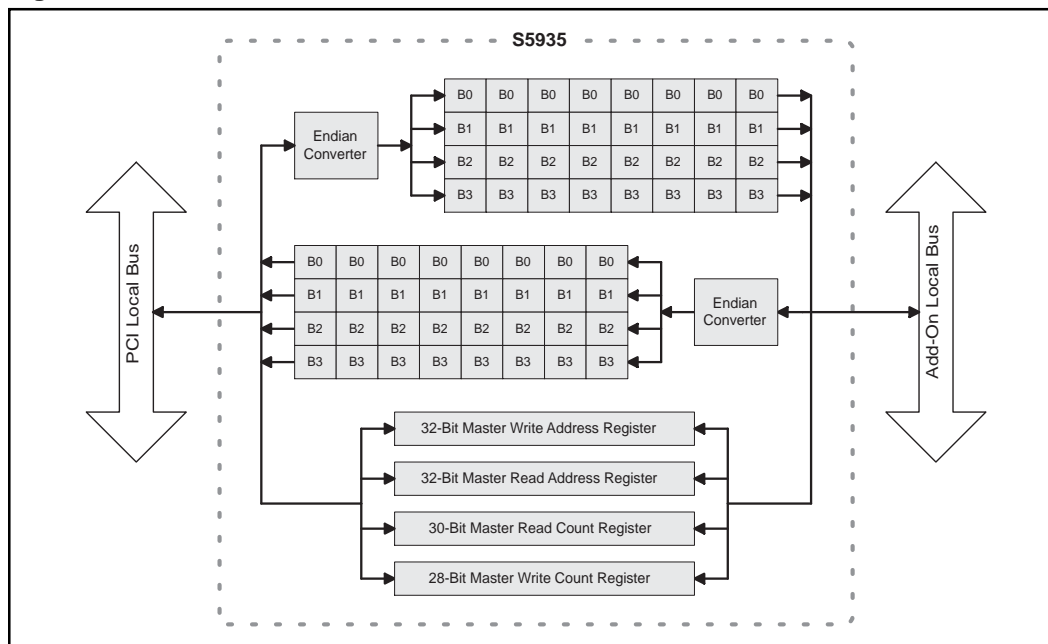 S5935
B0 B0 B0 B0 B0 B0 B0 B0
Endian
Converter
B1 B1 B1 B1 B1 B1 B1 B1
B2 B2 B2 B2 B2 B2 B2 B2
B3 B3 B3 B3 B3 B3 B3 B3
PCI Local Bus
B0 B0 B0 B0 B0 B0 B0 B0
B1 B1 B1 B1 B1 B1 B1 B1
B2 B2 B2 B2 B2 B2 B2 B2
B3 B3 B3 B3 B3 B3 B3 B3
Endian
Converter
Add-On Local Bus
32-Bit Master Write Address Register
32-Bit Master Read Address Register
30-Bit Master Read Count Register
28-Bit Master Write Count Register